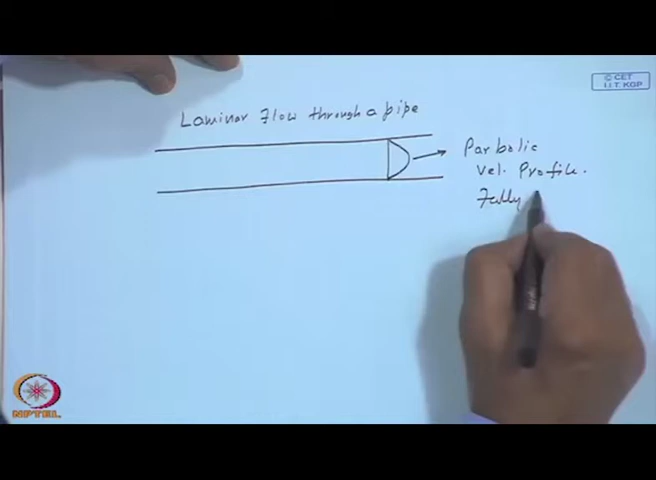 © CET
I.I.T. KGP
Laminar Flow through a pipe
Parbolic
vel. Profile.
Fully
NPTEL